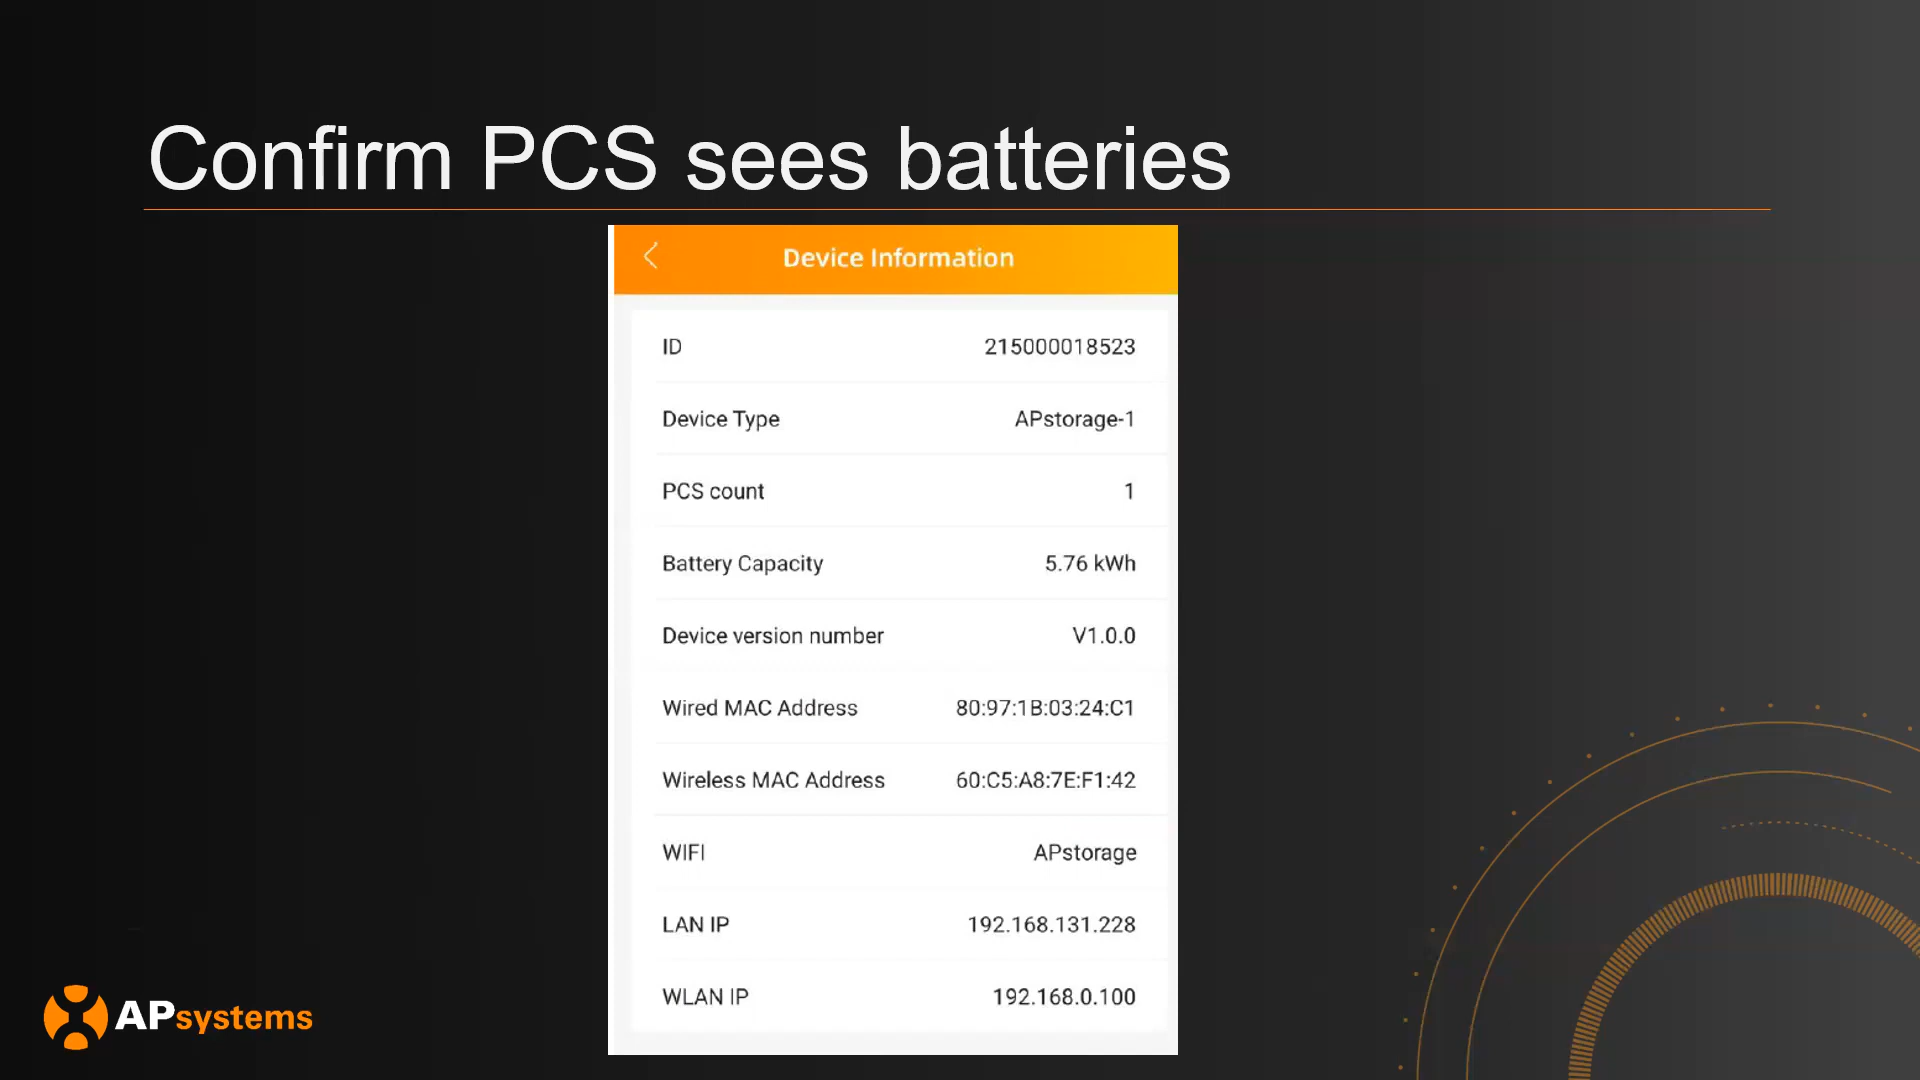 Confirm PCS sees batteries
Device Information
ID 215000018523
Device Type APstorage-1
PCS count 1
Battery Capacity 5.76 kWh
Device version number V1.0.0
Wired MAC Address 80:97:1B:03:24:C1
Wireless MAC Address 60:C5:A8:7E:F1:42
WIFI APstorage
LAN IP 192.168.131.228
WLAN IP 192.168.0.100
APsystems